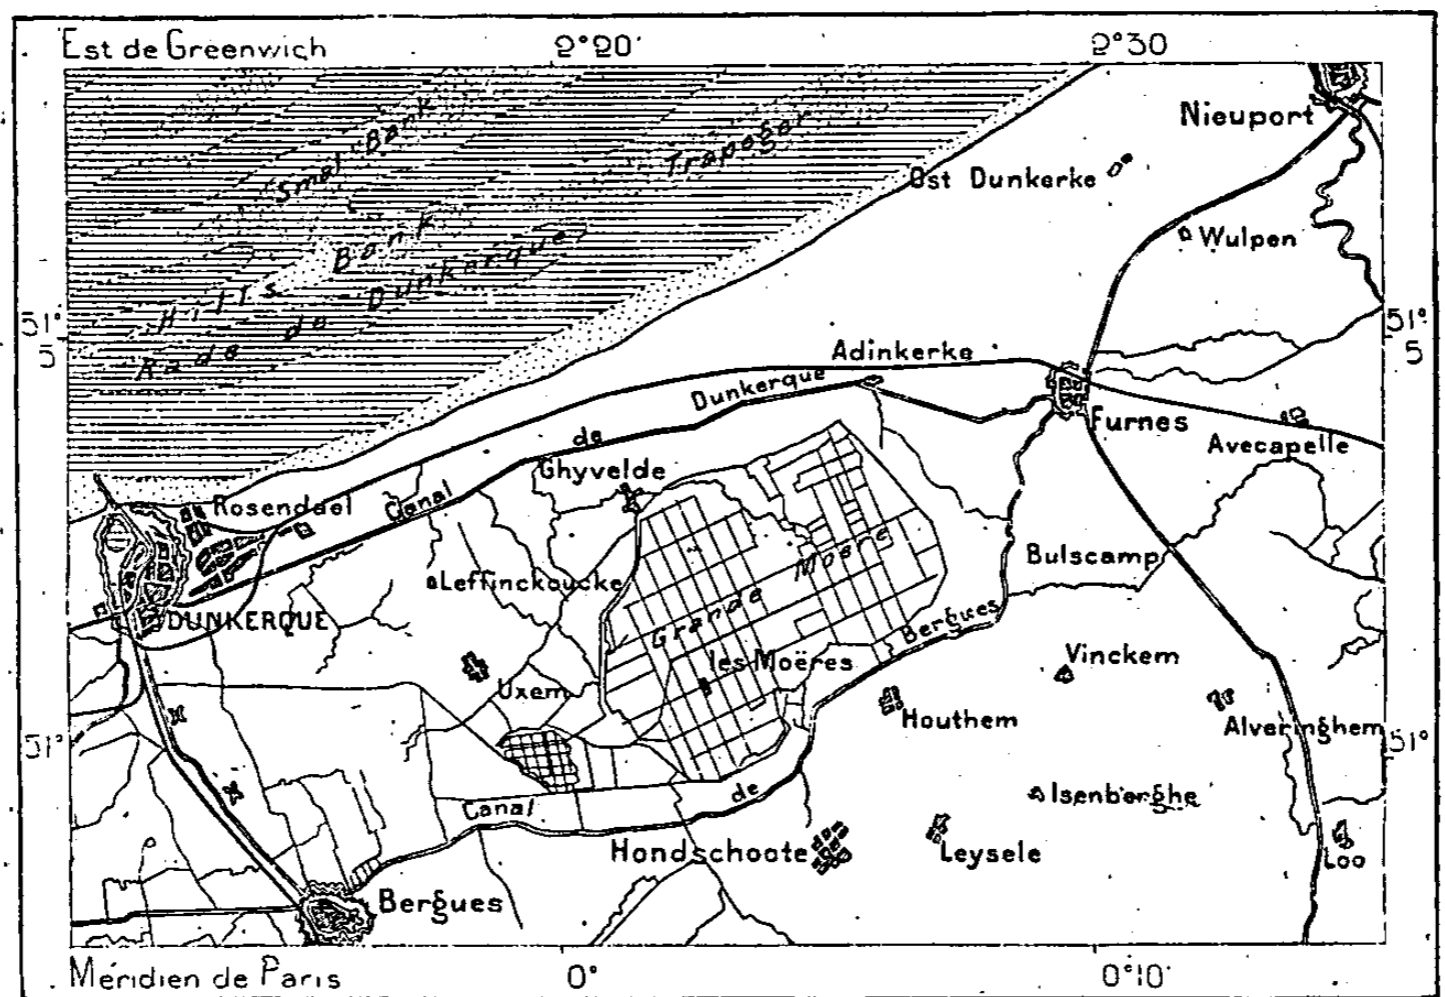 Est de Greenwich 2°20' 2°30
Nieuport
Smal Bank
Trapeger
Ost Dunkerke
Wulpen
Hills Bank
Rade de Dunkerque
51° 5'
51° 5
Adinkerke
Canal de Dunkerque
Furnes
Avecapelle
Ghyvelde
Rosendael
Bulscamp
Leffinckoucke
Grande Moëre
DUNKERQUE
les Moëres
Vinckem
Uxem
Houthem
Alveringhem
51°
51°
Isenberghe
Canal de Bergues
Hondschoote
Leysele
Loo
Bergues
Méridien de Paris 0° 0°10'